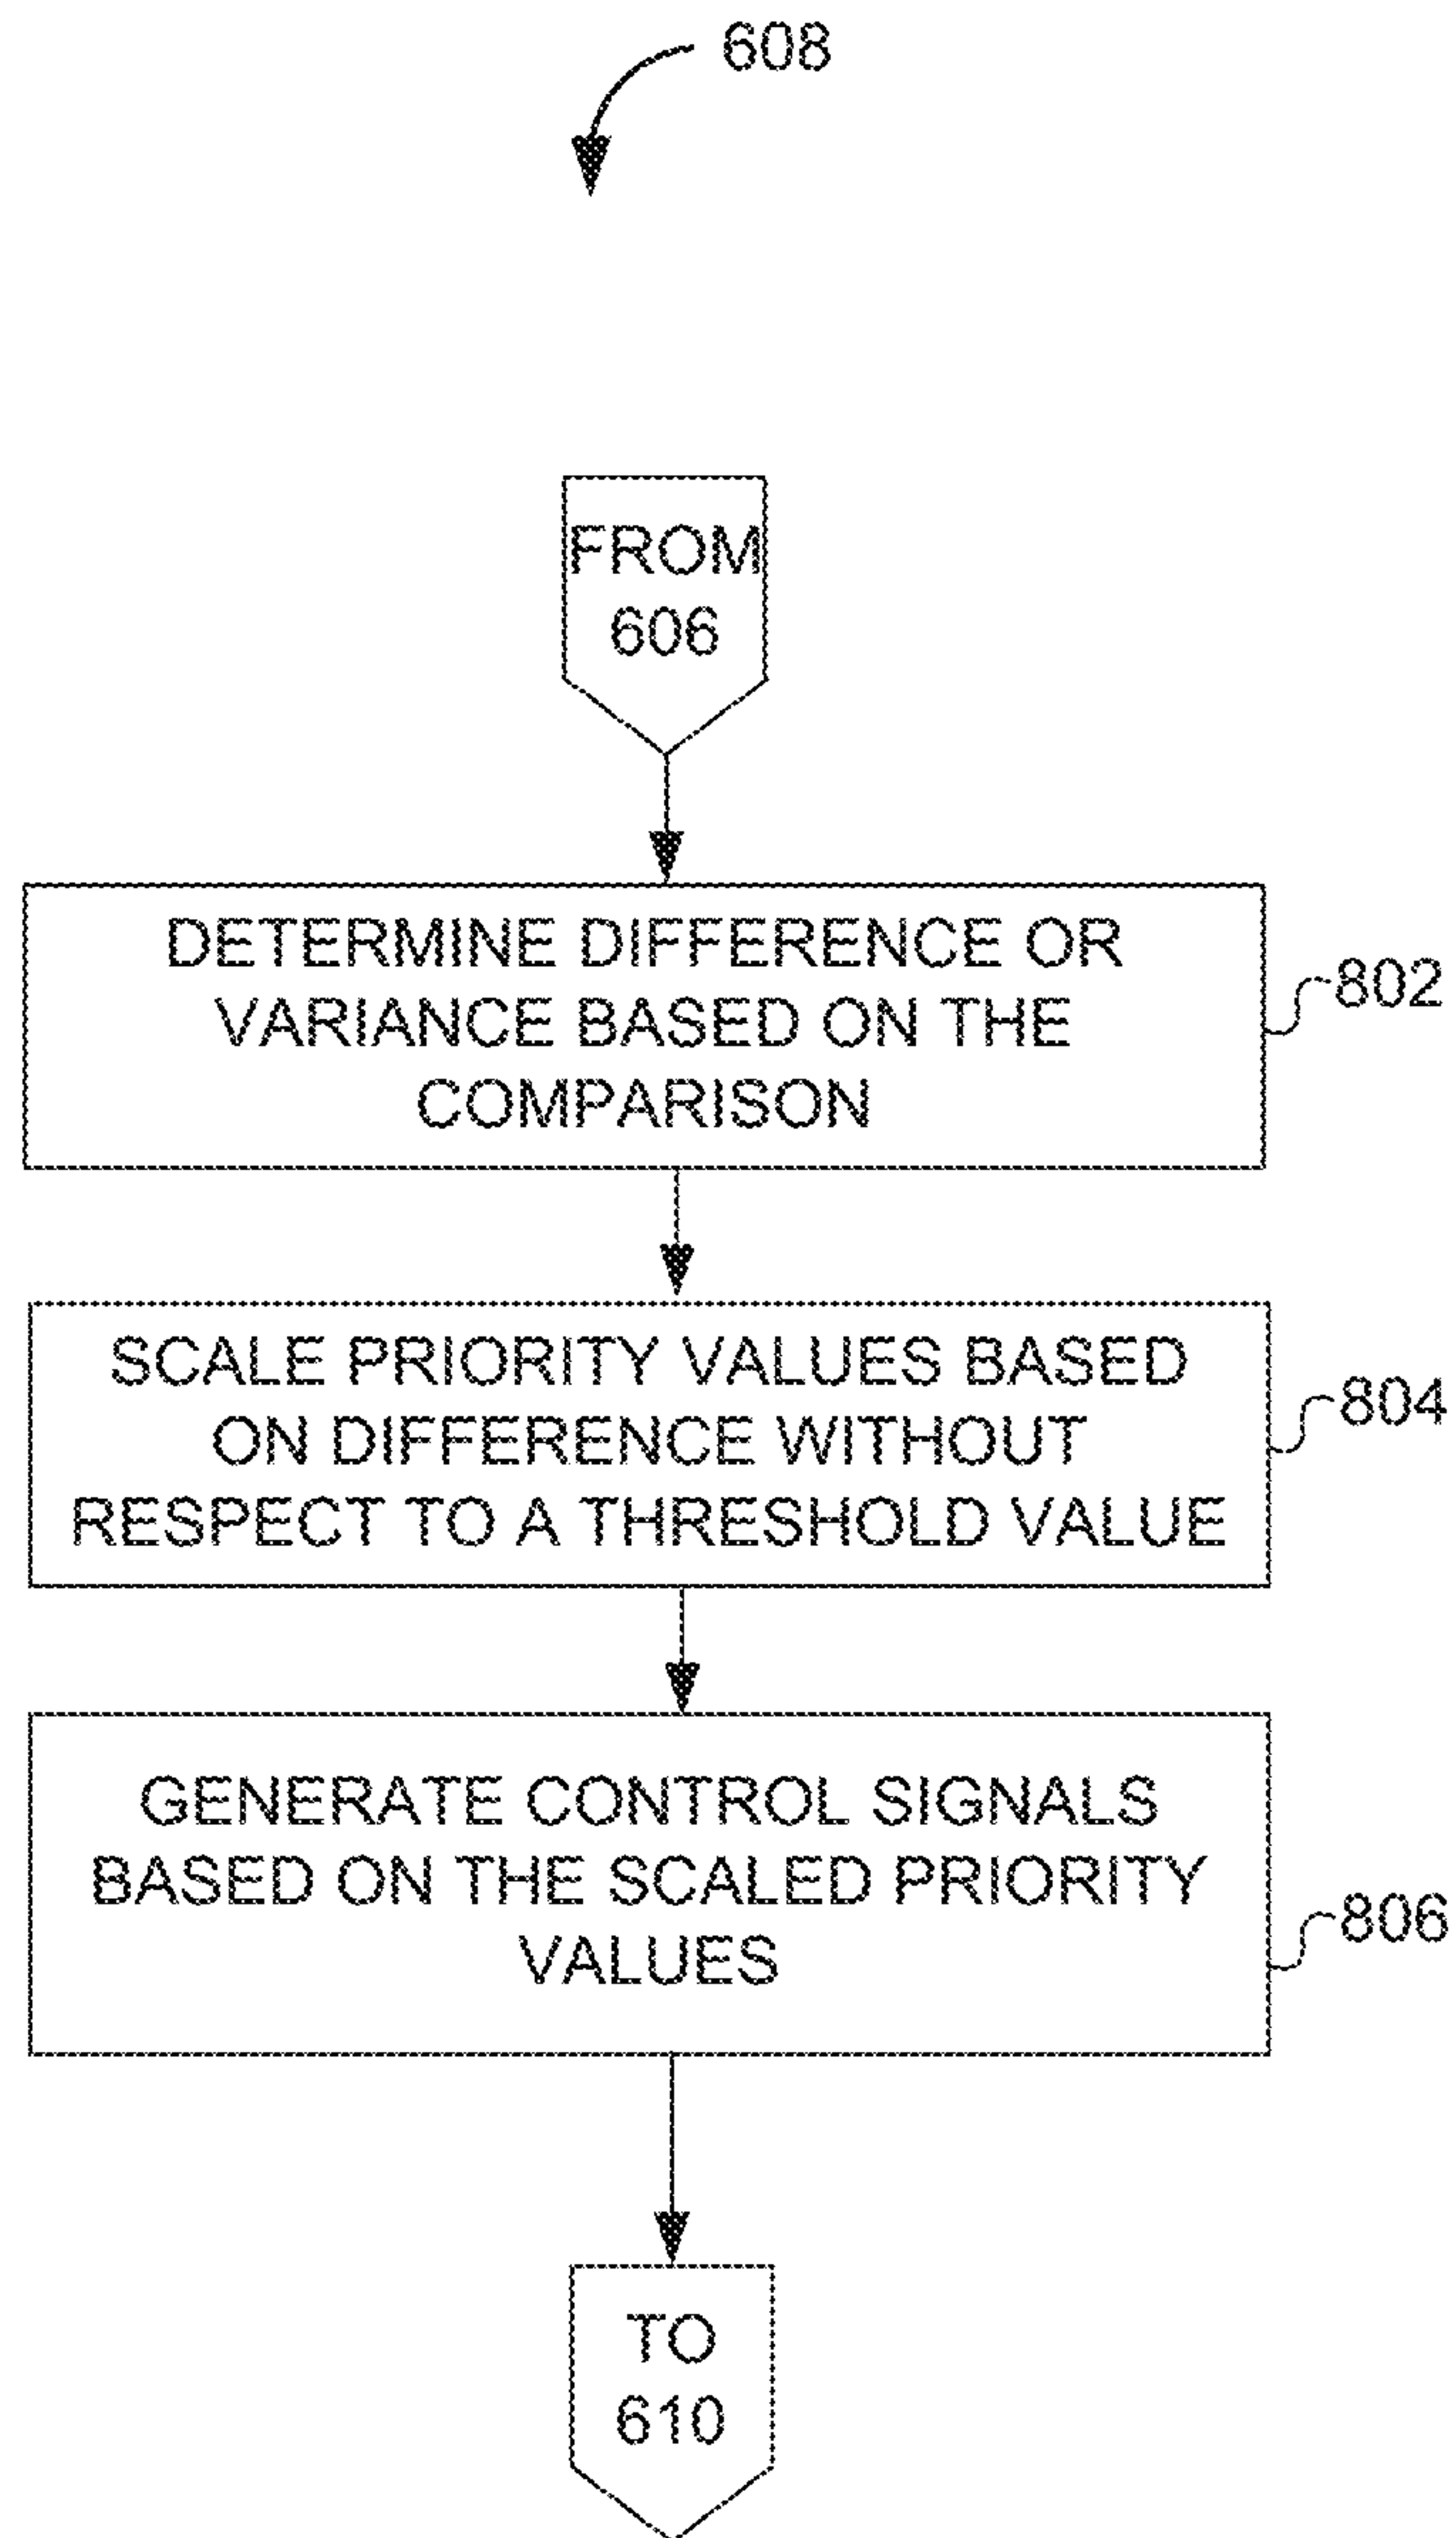 608
FROM
606
DETERMINE DIFFERENCE OR
VARIANCE BASED ON THE
COMPARISON
802
SCALE PRIORITY VALUES BASED
ON DIFFERENCE WITHOUT
RESPECT TO A THRESHOLD VALUE
804
GENERATE CONTROL SIGNALS
BASED ON THE SCALED PRIORITY
VALUES
806
TO
610